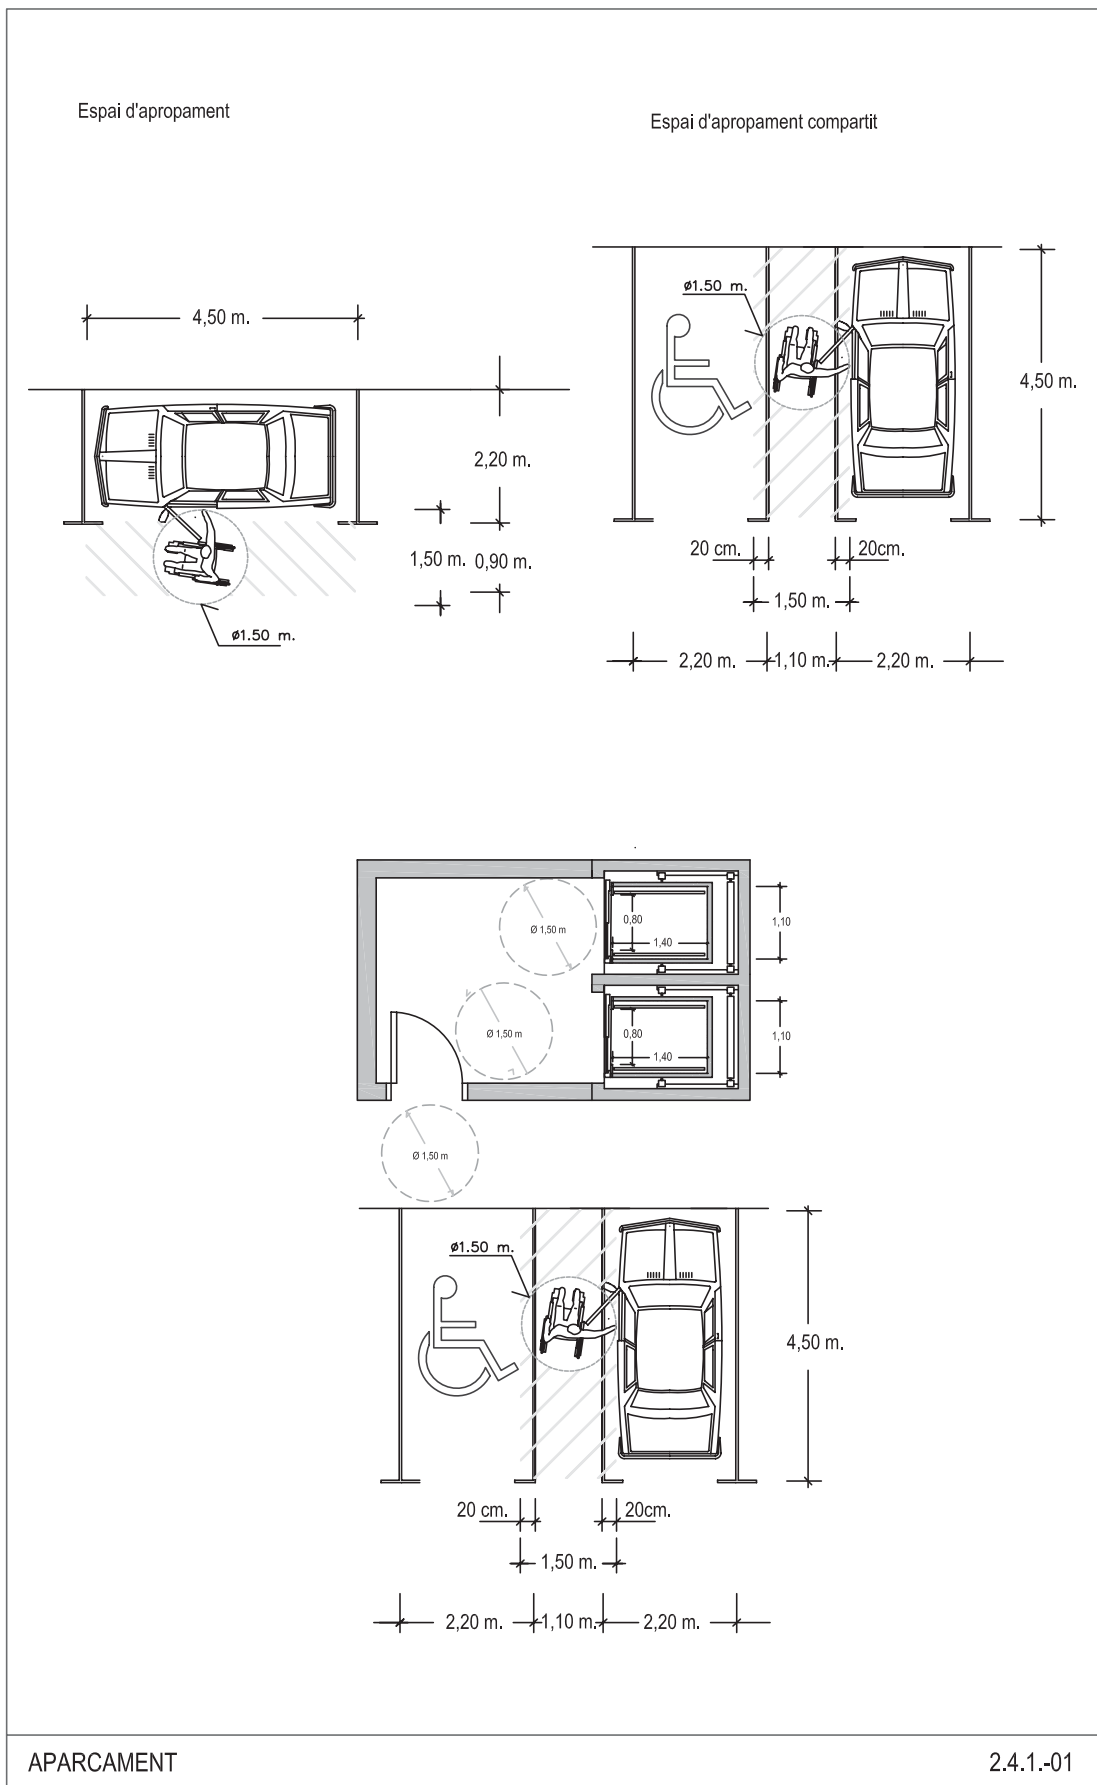 Espai d'apropament
Espai d'apropament compartit
4,50 m.
2,20 m.
1,50 m. 0,90 m.
ø1.50 m.
ø1.50 m.
4,50 m.
20 cm. 20cm.
1,50 m.
2,20 m. 1,10 m. 2,20 m.
Ø 1,50 m
0,80
1,40
1,10
Ø 1,50 m
0,80
1,40
1,10
Ø 1,50 m
ø1.50 m.
4,50 m.
20 cm. 20cm.
1,50 m.
2,20 m. 1,10 m. 2,20 m.
APARCAMENT 2.4.1.-01